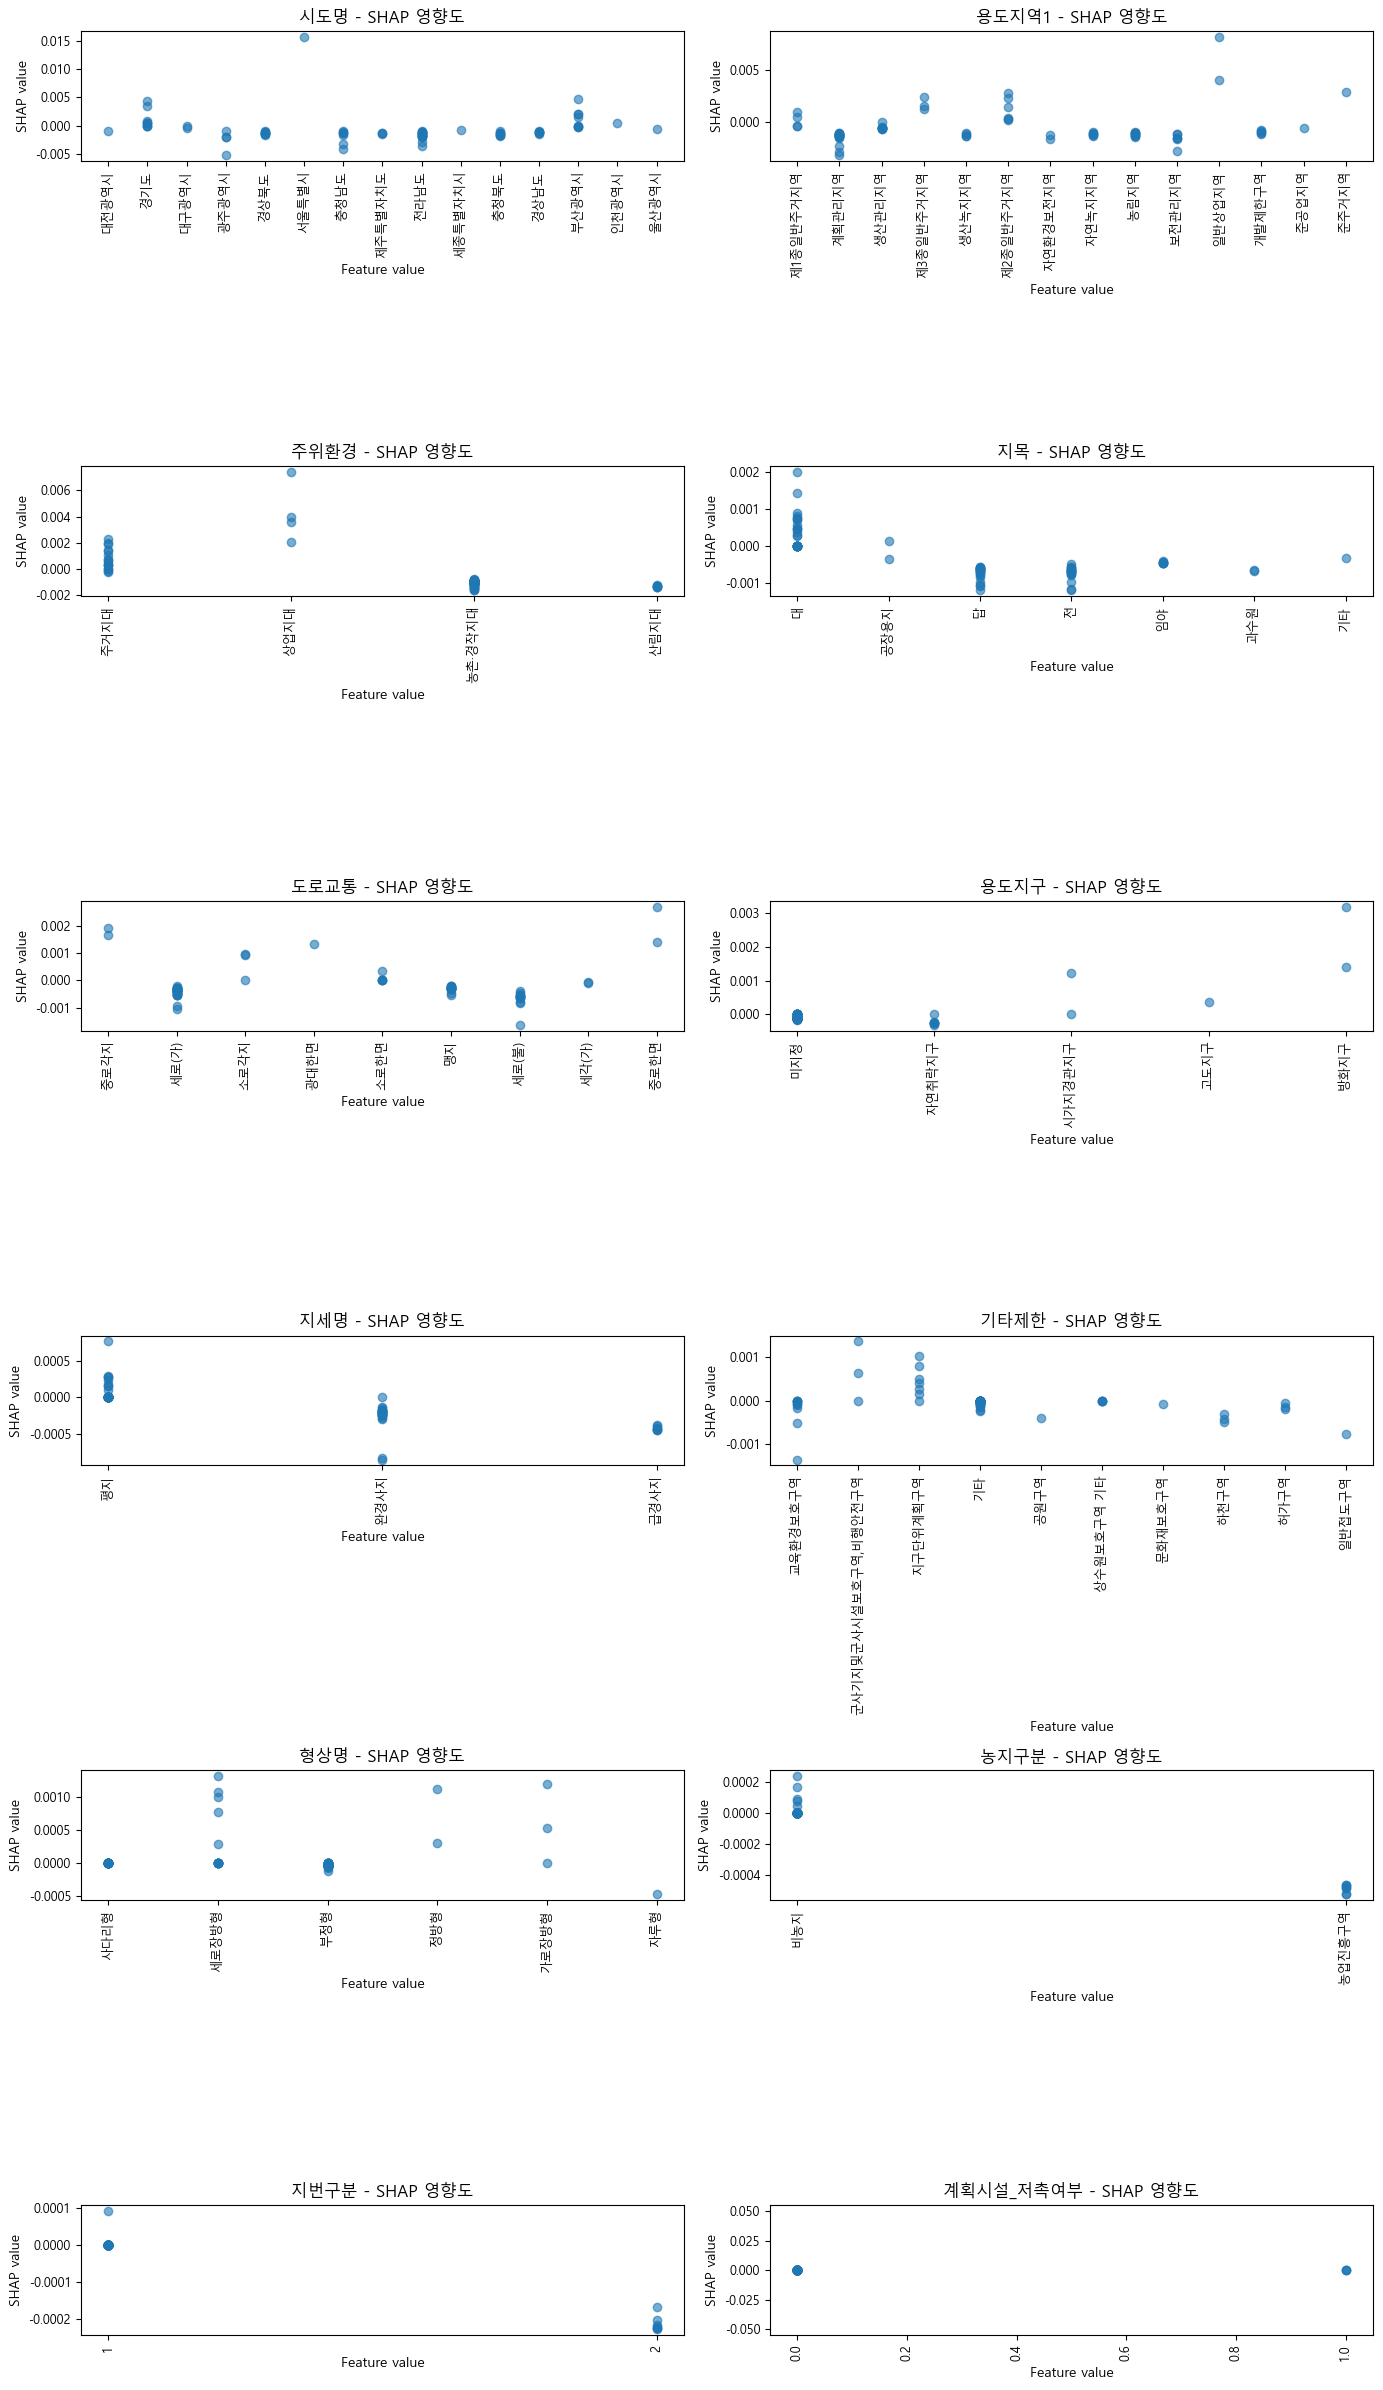 시도명 - SHAP 영향도
SHAP value
0.015
0.010
0.005
0.000
-0.005
대전광역시
경기도
대구광역시
광주광역시
경상북도
서울특별시
충청남도
제주특별자치도
전라남도
세종특별자치시
충청북도
경상남도
부산광역시
인천광역시
울산광역시
Feature value
용도지역1 - SHAP 영향도
SHAP value
0.005
0.000
제1종일반주거지역
계획관리지역
생산관리지역
제3종일반주거지역
생산녹지지역
제2종일반주거지역
자연환경보전지역
자연녹지지역
농림지역
보전관리지역
일반상업지역
개발제한구역
준공업지역
준주거지역
Feature value
주위환경 - SHAP 영향도
SHAP value
0.006
0.004
0.002
0.000
-0.002
주거지대
상업지대
농촌·경작지대
산림지대
Feature value
지목 - SHAP 영향도
SHAP value
0.002
0.001
0.000
-0.001
대
공장용지
답
전
임야
과수원
기타
Feature value
도로교통 - SHAP 영향도
SHAP value
0.002
0.001
0.000
-0.001
중로각지
세로(가)
소로각지
광대한면
소로한면
맹지
세로(불)
세각(가)
중로한면
Feature value
용도지구 - SHAP 영향도
SHAP value
0.003
0.002
0.001
0.000
미지정
자연취락지구
시가지경관지구
고도지구
방화지구
Feature value
지세명 - SHAP 영향도
SHAP value
0.0005
0.0000
-0.0005
평지
완경사지
급경사지
Feature value
기타제한 - SHAP 영향도
SHAP value
0.001
0.000
-0.001
교육환경보호구역
군사기지및군사시설보호구역,비행안전구역
지구단위계획구역
기타
공원구역
상수원보호구역 기타
문화재보호구역
하천구역
허가구역
일반접도구역
Feature value
형상명 - SHAP 영향도
SHAP value
0.0010
0.0005
0.0000
-0.0005
사다리형
세로장방형
부정형
정방형
가로장방형
자루형
Feature value
농지구분 - SHAP 영향도
SHAP value
0.0002
0.0000
-0.0002
-0.0004
비농지
농업진흥구역
Feature value
지번구분 - SHAP 영향도
SHAP value
0.0001
0.0000
-0.0001
-0.0002
1
2
Feature value
계획시설_저촉여부 - SHAP 영향도
SHAP value
0.050
0.025
0.000
-0.025
-0.050
0.0
0.2
0.4
0.6
0.8
1.0
Feature value